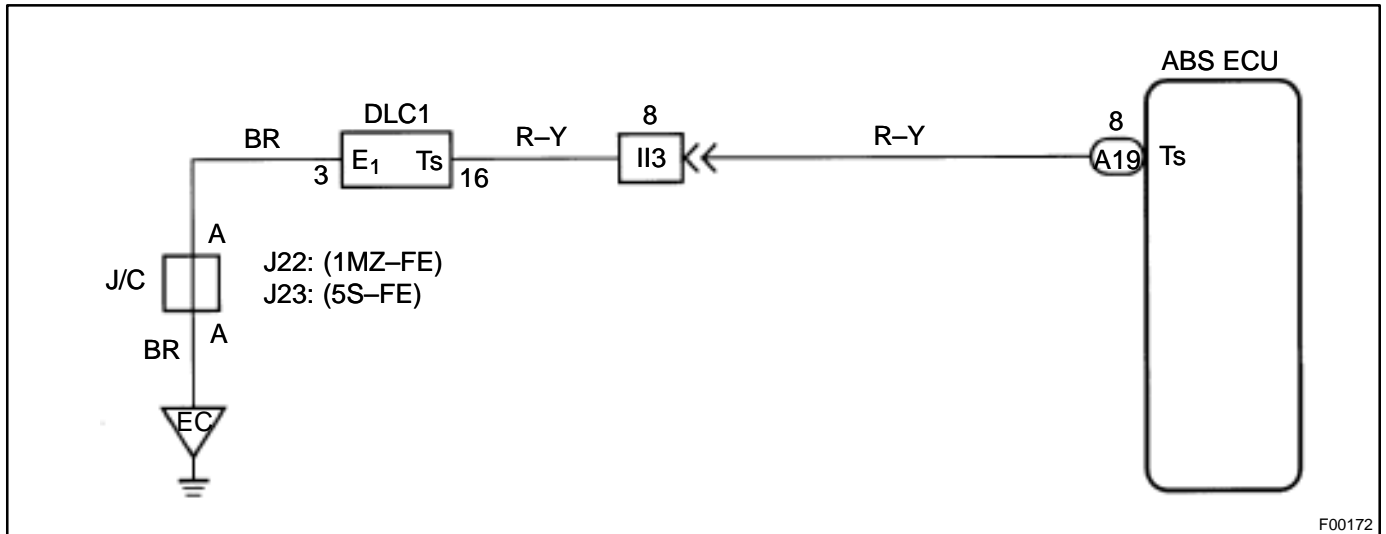 ABS ECU
DLC1
BR
R–Y
8
R–Y
8
3
E1
Ts
16
II3
A19
Ts
A
J/C
J22: (1MZ–FE)
J23: (5S–FE)
A
BR
EC
F00172